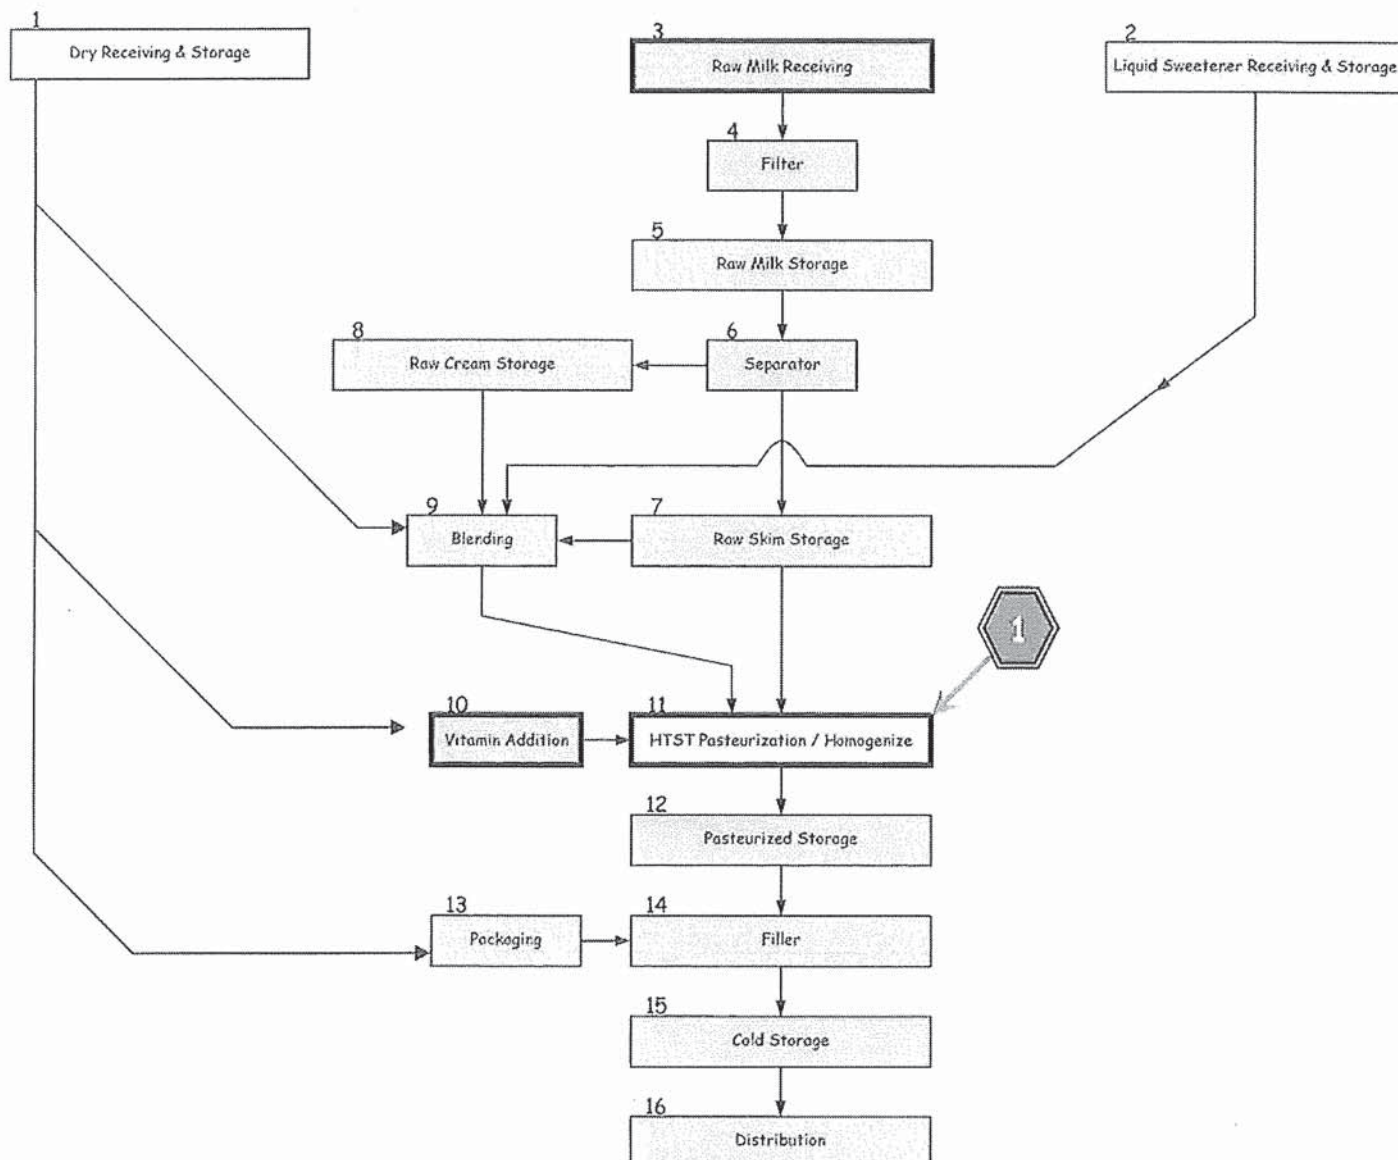 1
Dry Receiving & Storage
3
Raw Milk Receiving
2
Liquid Sweetener Receiving & Storage
4
Filter
5
Raw Milk Storage
8
Raw Cream Storage
6
Separator
9
Blending
7
Raw Skim Storage
1
10
Vitamin Addition
11
HTST Pasteurization / Homogenize
12
Pasteurized Storage
13
Packaging
14
Filler
15
Cold Storage
16
Distribution